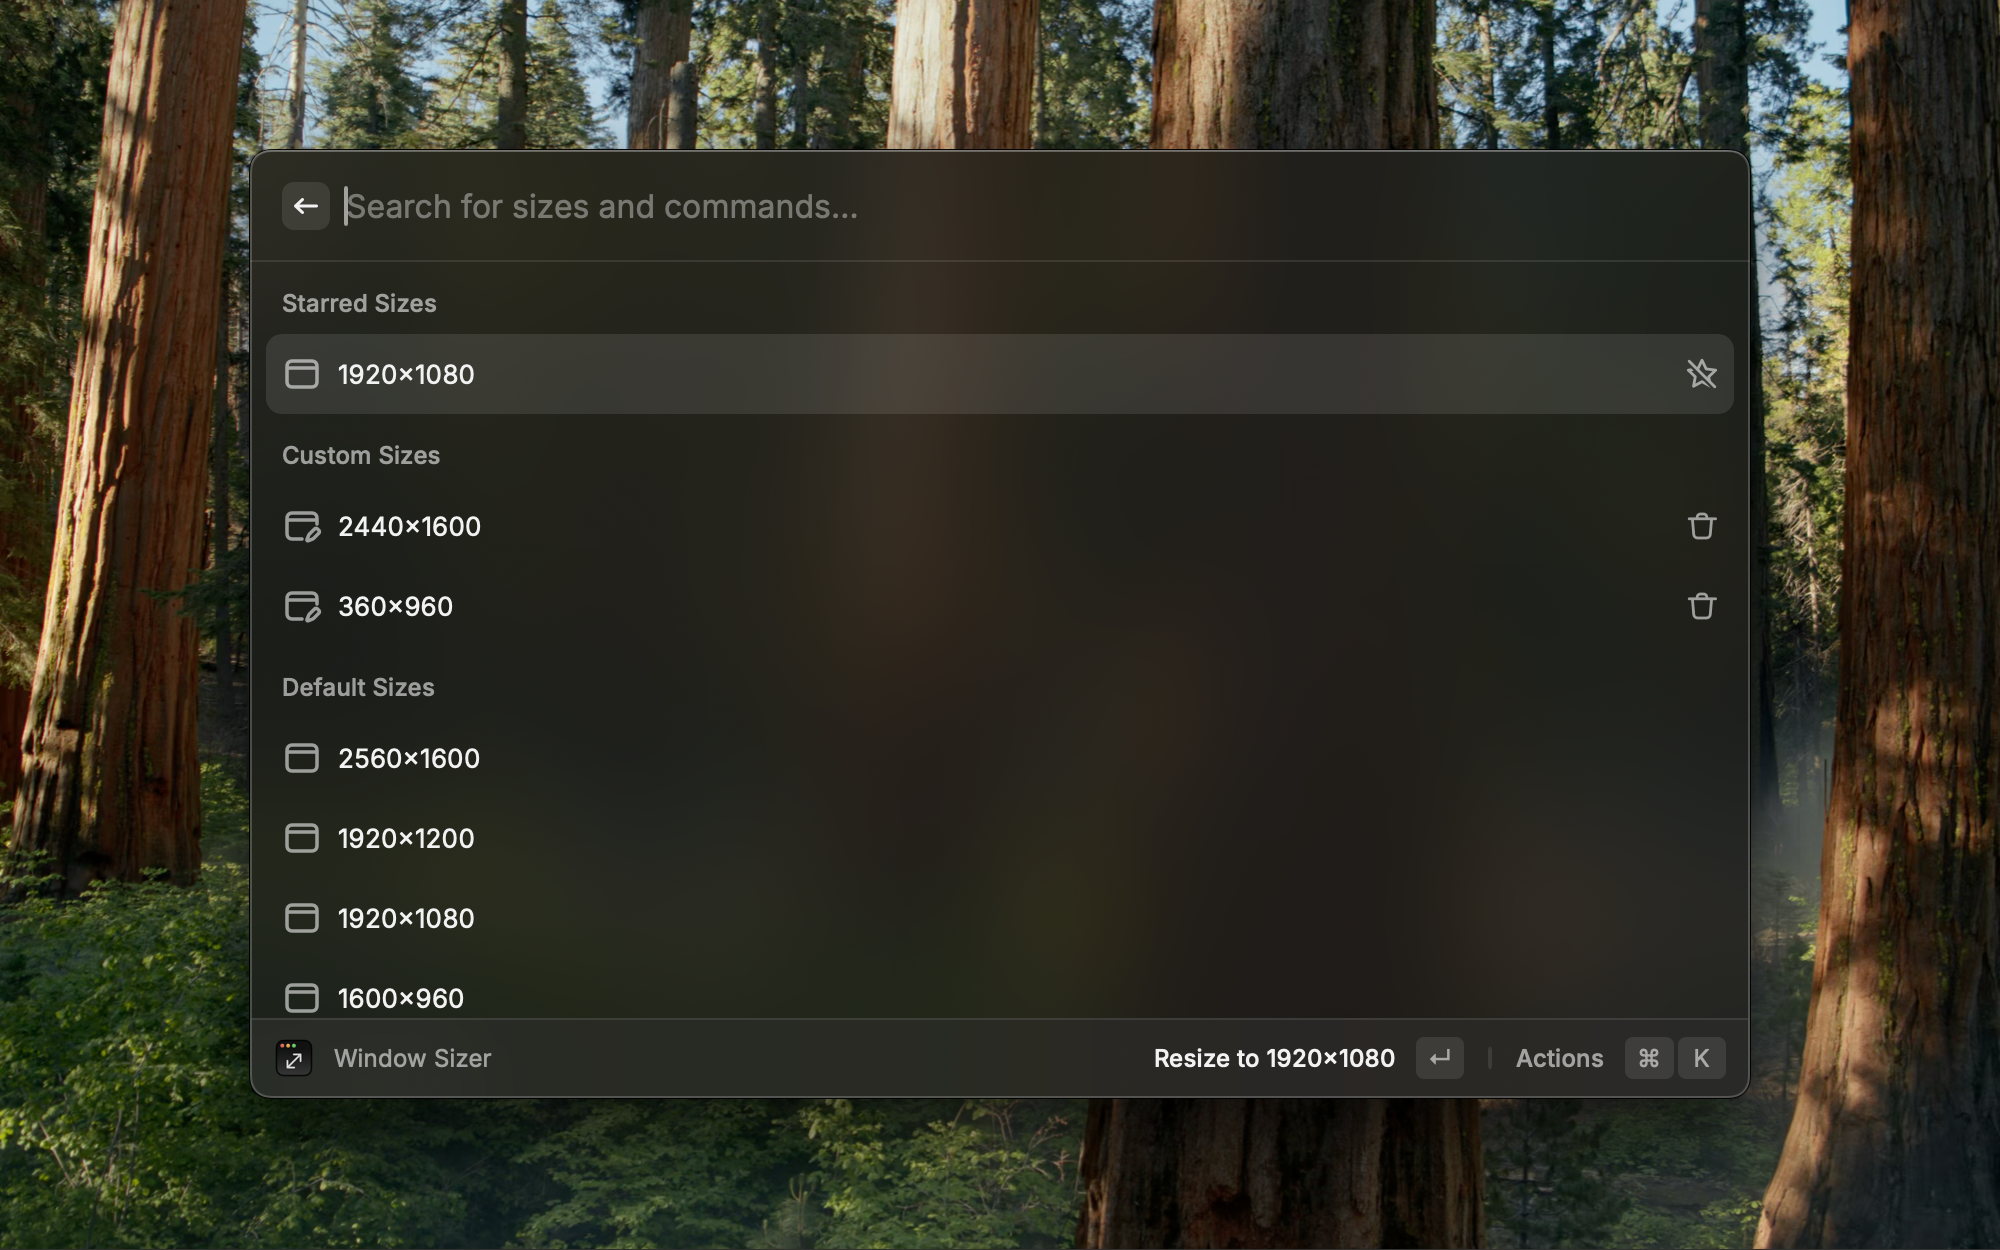 Search for sizes and commands...
Starred Sizes
1920×1080
Custom Sizes
2440×1600
360×960
Default Sizes
2560×1600
1920×1200
1920×1080
1600×960
Window Sizer
Resize to 1920×1080 ↵ Actions ⌘ K